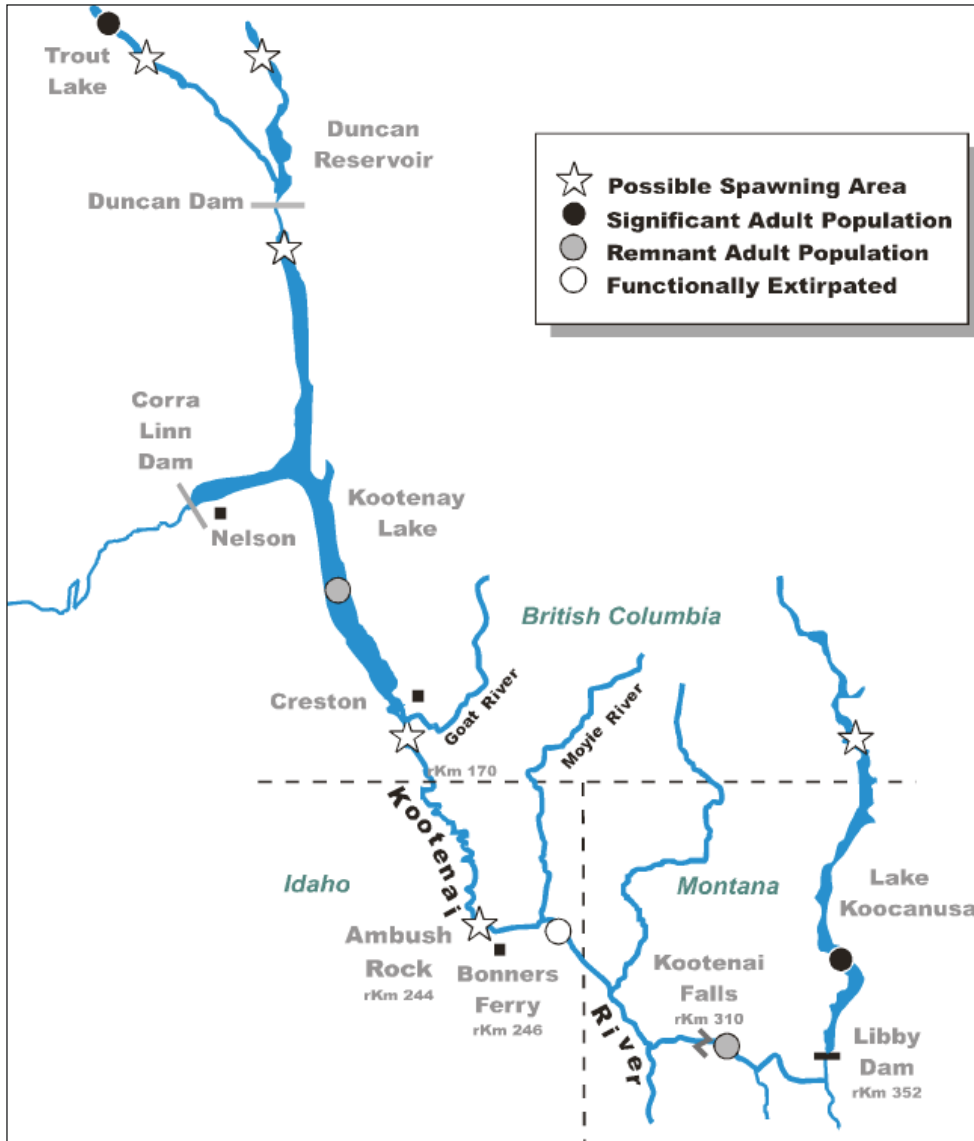 Trout
Lake
Duncan
Reservoir
Duncan Dam
Possible Spawning Area
Significant Adult Population
Remnant Adult Population
Functionally Extirpated
Corra
Linn
Dam
Nelson
Kootenay
Lake
British Columbia
Creston
Goat River
Moyie River
rKm 170
Kootenai
River
Idaho
Montana
Lake
Koocanusa
Ambush
Rock
rKm 244
Bonners
Ferry
rKm 246
Kootenai
Falls
rKm 310
Libby
Dam
rKm 352